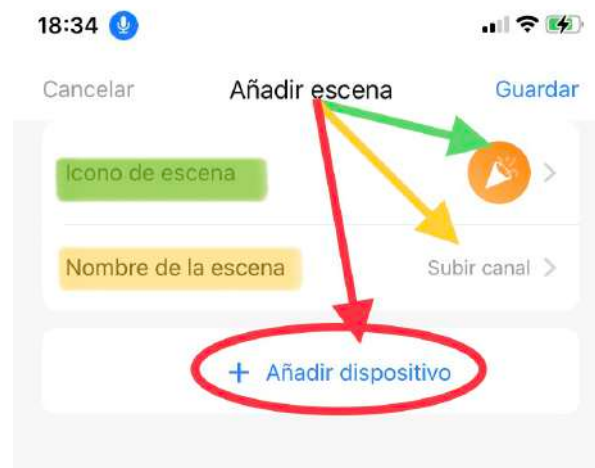 18:34
Cancelar Añadir escena Guardar
Icono de escena
Nombre de la escena Subir canal
+ Añadir dispositivo